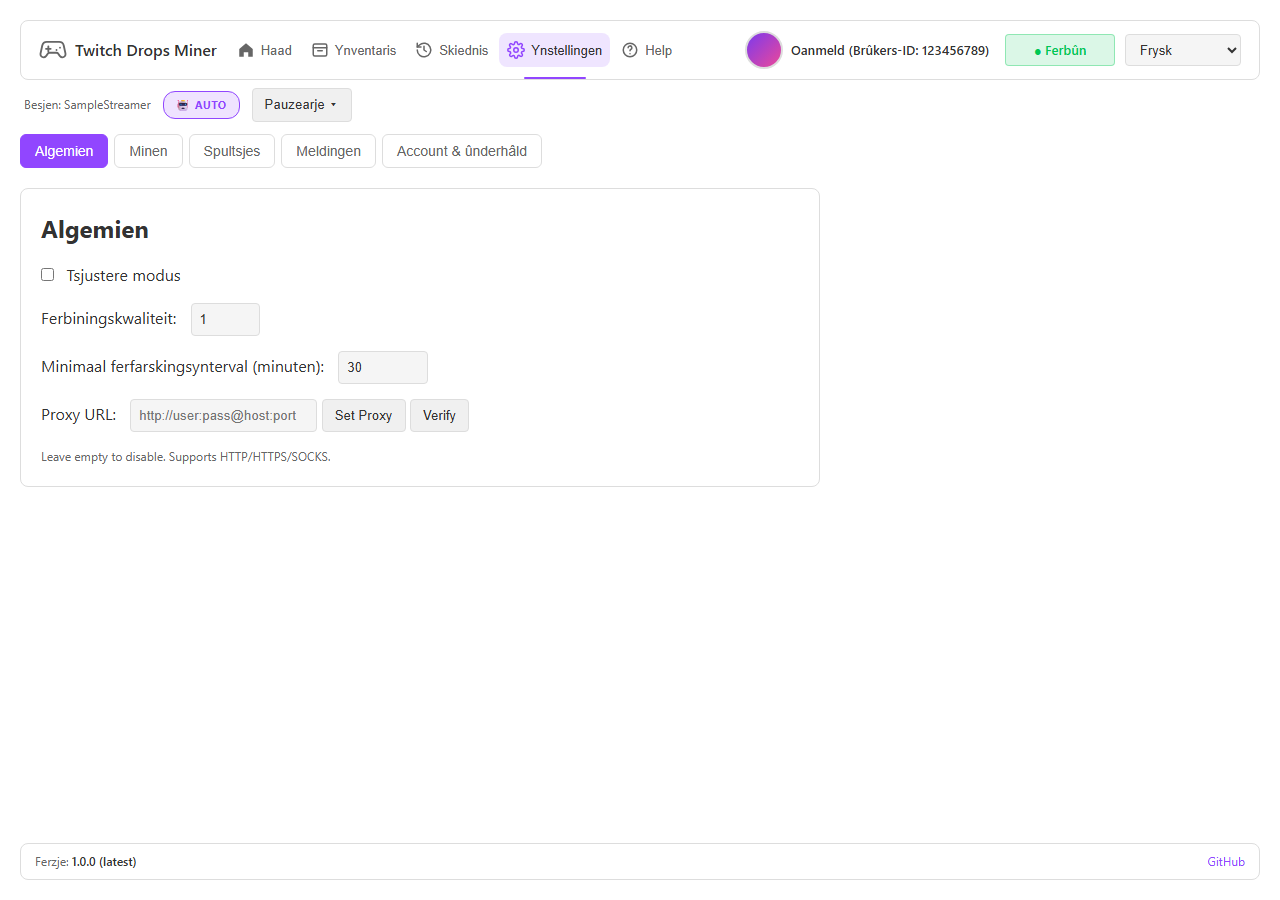 Twitch Drops Miner Haad Ynventaris Skiednis Ynstellingen Help Oanmeld (Brûkers-ID: 123456789) ● Ferbûn Frysk
Besjen: SampleStreamer AUTO Pauzearje
Algemien Minen Spultsjes Meldingen Account & ûnderhâld
Algemien
Tsjustere modus
Ferbiningskwaliteit: 1
Minimaal ferfarskingsynterval (minuten): 30
Proxy URL: http://user:pass@host:port Set Proxy Verify
Leave empty to disable. Supports HTTP/HTTPS/SOCKS.
Ferzje: 1.0.0 (latest) GitHub